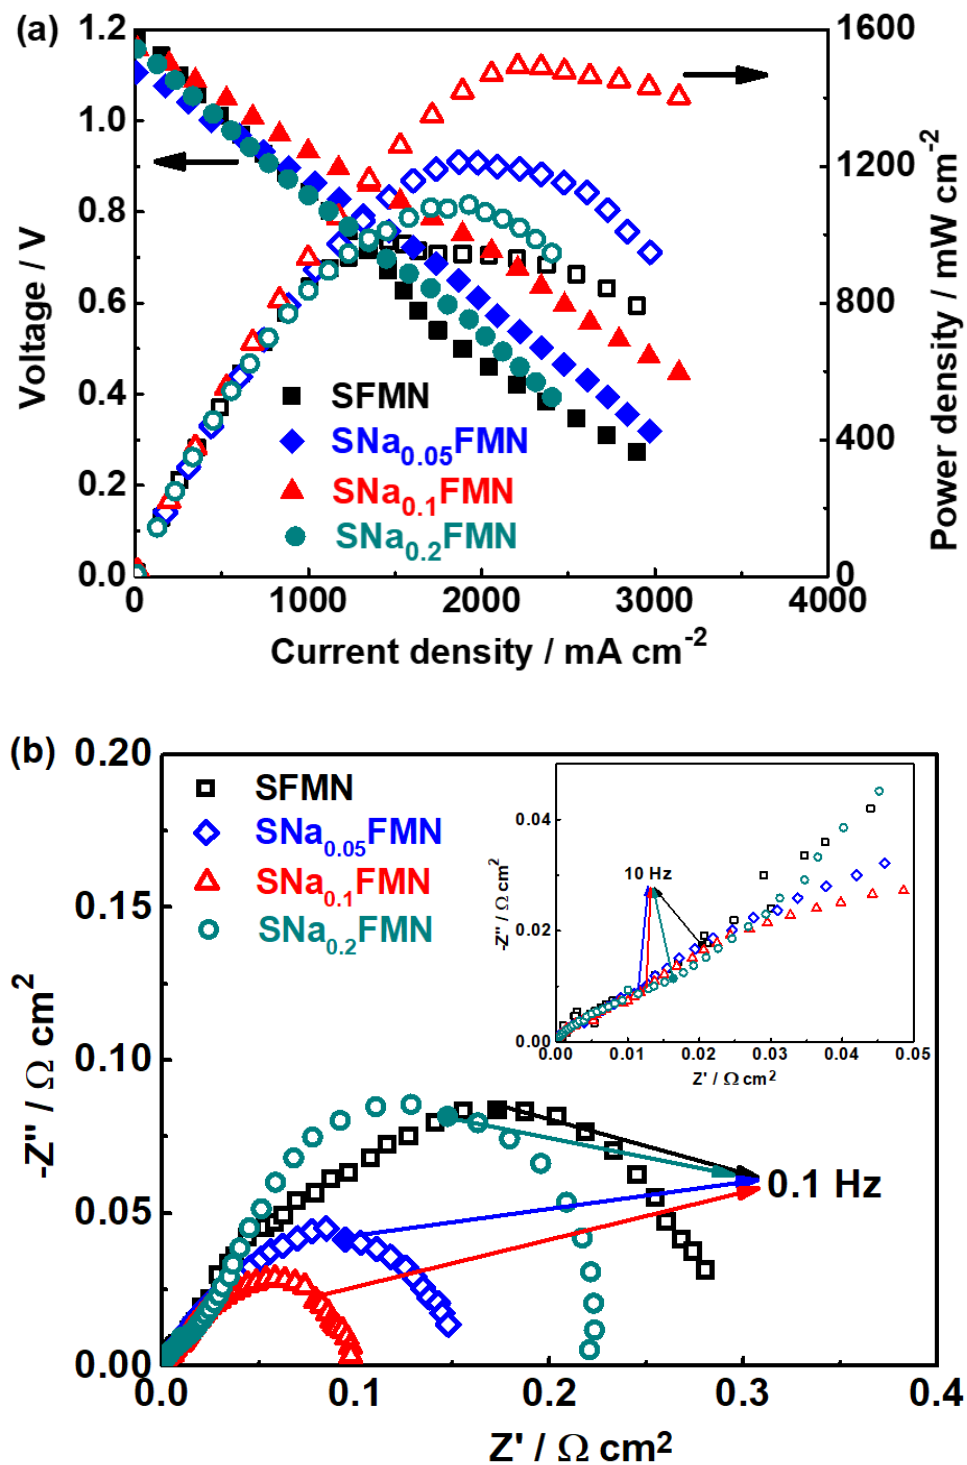 (a)
1.2
1.0
0.8
0.6
0.4
0.2
0.0
Voltage / V
1600
1200
800
400
0
Power density / mW cm⁻²
SFMN
SNa₀.₀₅FMN
SNa₀.₁FMN
SNa₀.₂FMN
0 1000 2000 3000 4000
Current density / mA cm⁻²
(b)
0.20
0.15
0.10
0.05
0.00
-Z'' / Ω cm²
SFMN
SNa₀.₀₅FMN
SNa₀.₁FMN
SNa₀.₂FMN
0.04
0.02
0.00
-Z'' / Ω cm²
10 Hz
0.00 0.01 0.02 0.03 0.04 0.05
Z' / Ω cm²
0.1 Hz
0.0 0.1 0.2 0.3 0.4
Z' / Ω cm²